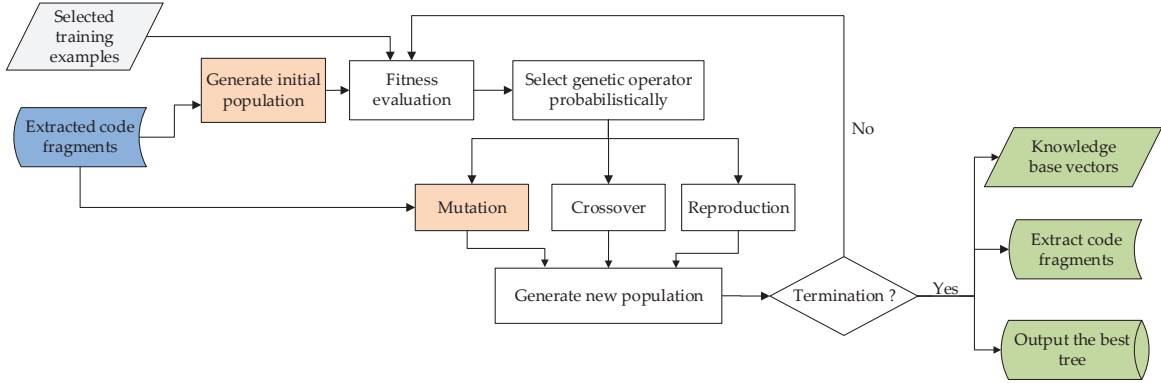 Selected
training
examples
Generate initial
population
Fitness
evaluation
Select genetic operator
probabilistically
Extracted code
fragments
No
Knowledge
base vectors
Mutation
Crossover
Reproduction
Extract code
fragments
Generate new population
Termination ?
Yes
Output the best
tree